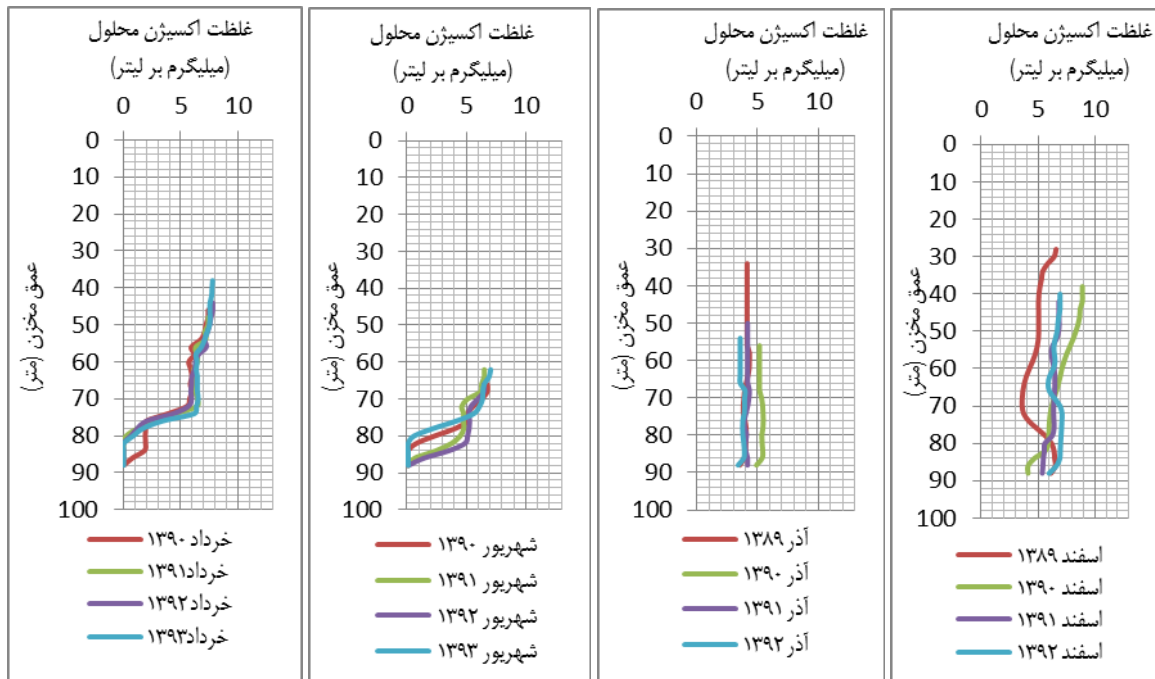 غلظت اکسیژن محلول
(میلیگرم بر لیتر)
0 5 10
0
10
20
30
40
50
60
70
80
90
100
عمق مخزن (متر)
خرداد ۱۳۹۰
خرداد۱۳۹۱
خرداد۱۳۹۲
خرداد۱۳۹۳
غلظت اکسیژن محلول
(میلیگرم بر لیتر)
0 5 10
0
10
20
30
40
50
60
70
80
90
100
عمق مخزن (متر)
شهریور ۱۳۹۰
شهریور ۱۳۹۱
شهریور ۱۳۹۲
شهریور ۱۳۹۳
غلظت اکسیژن محلول
(میلیگرم بر لیتر)
0 5 10
0
10
20
30
40
50
60
70
80
90
100
عمق مخزن (متر)
آذر ۱۳۸۹
آذر ۱۳۹۰
آذر ۱۳۹۱
آذر ۱۳۹۲
غلظت اکسیژن محلول
(میلیگرم بر لیتر)
0 5 10
0
10
20
30
40
50
60
70
80
90
100
عمق مخزن (متر)
اسفند ۱۳۸۹
اسفند ۱۳۹۰
اسفند ۱۳۹۱
اسفند ۱۳۹۲